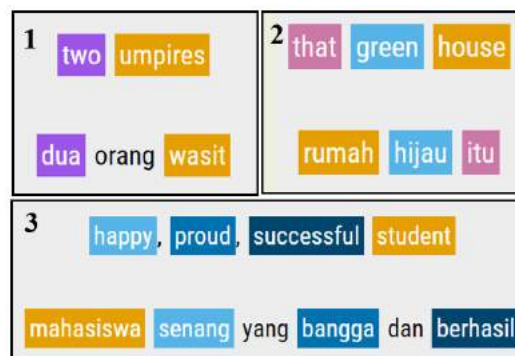 1
two umpires
dua orang wasit
2
that green house
rumah hijau itu
3
happy, proud, successful student
mahasiswa senang yang bangga dan berhasil